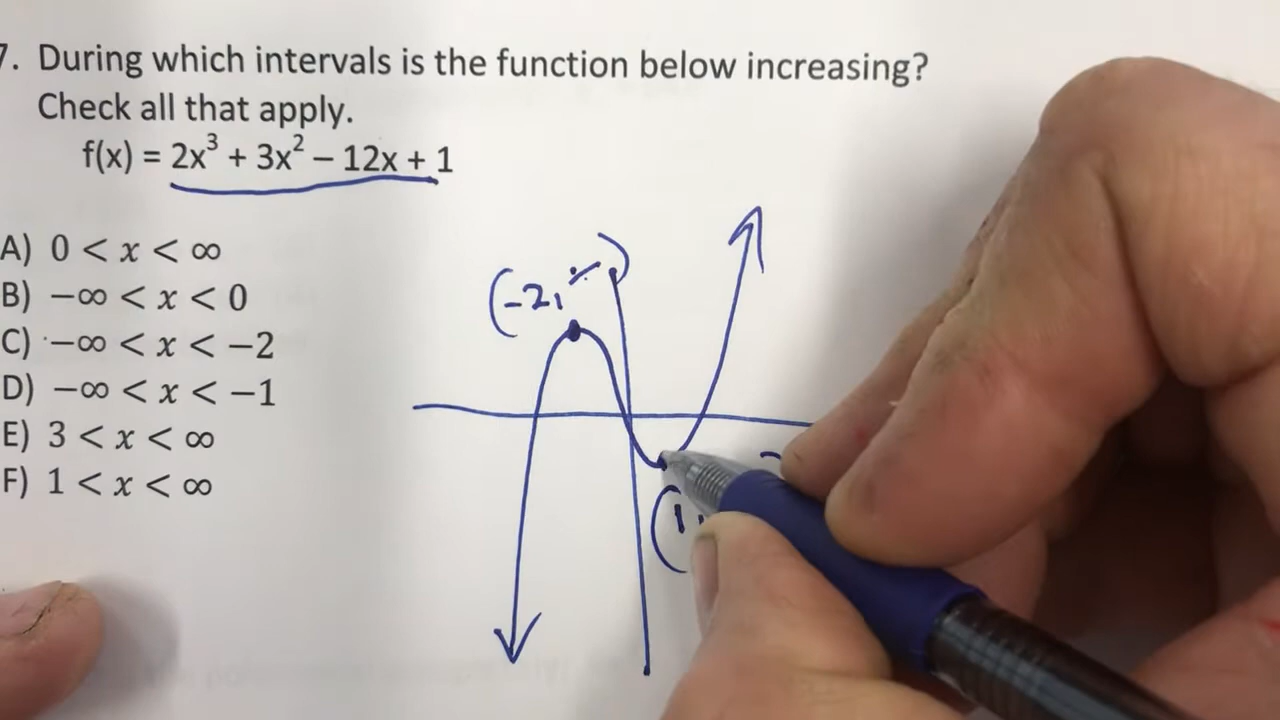 7. During which intervals is the function below increasing?
Check all that apply.
f(x) = 2x³ + 3x² – 12x + 1
A) 0 < x < ∞
B) −∞ < x < 0
C) −∞ < x < −2
D) −∞ < x < −1
E) 3 < x < ∞
F) 1 < x < ∞
(-2,
(1,